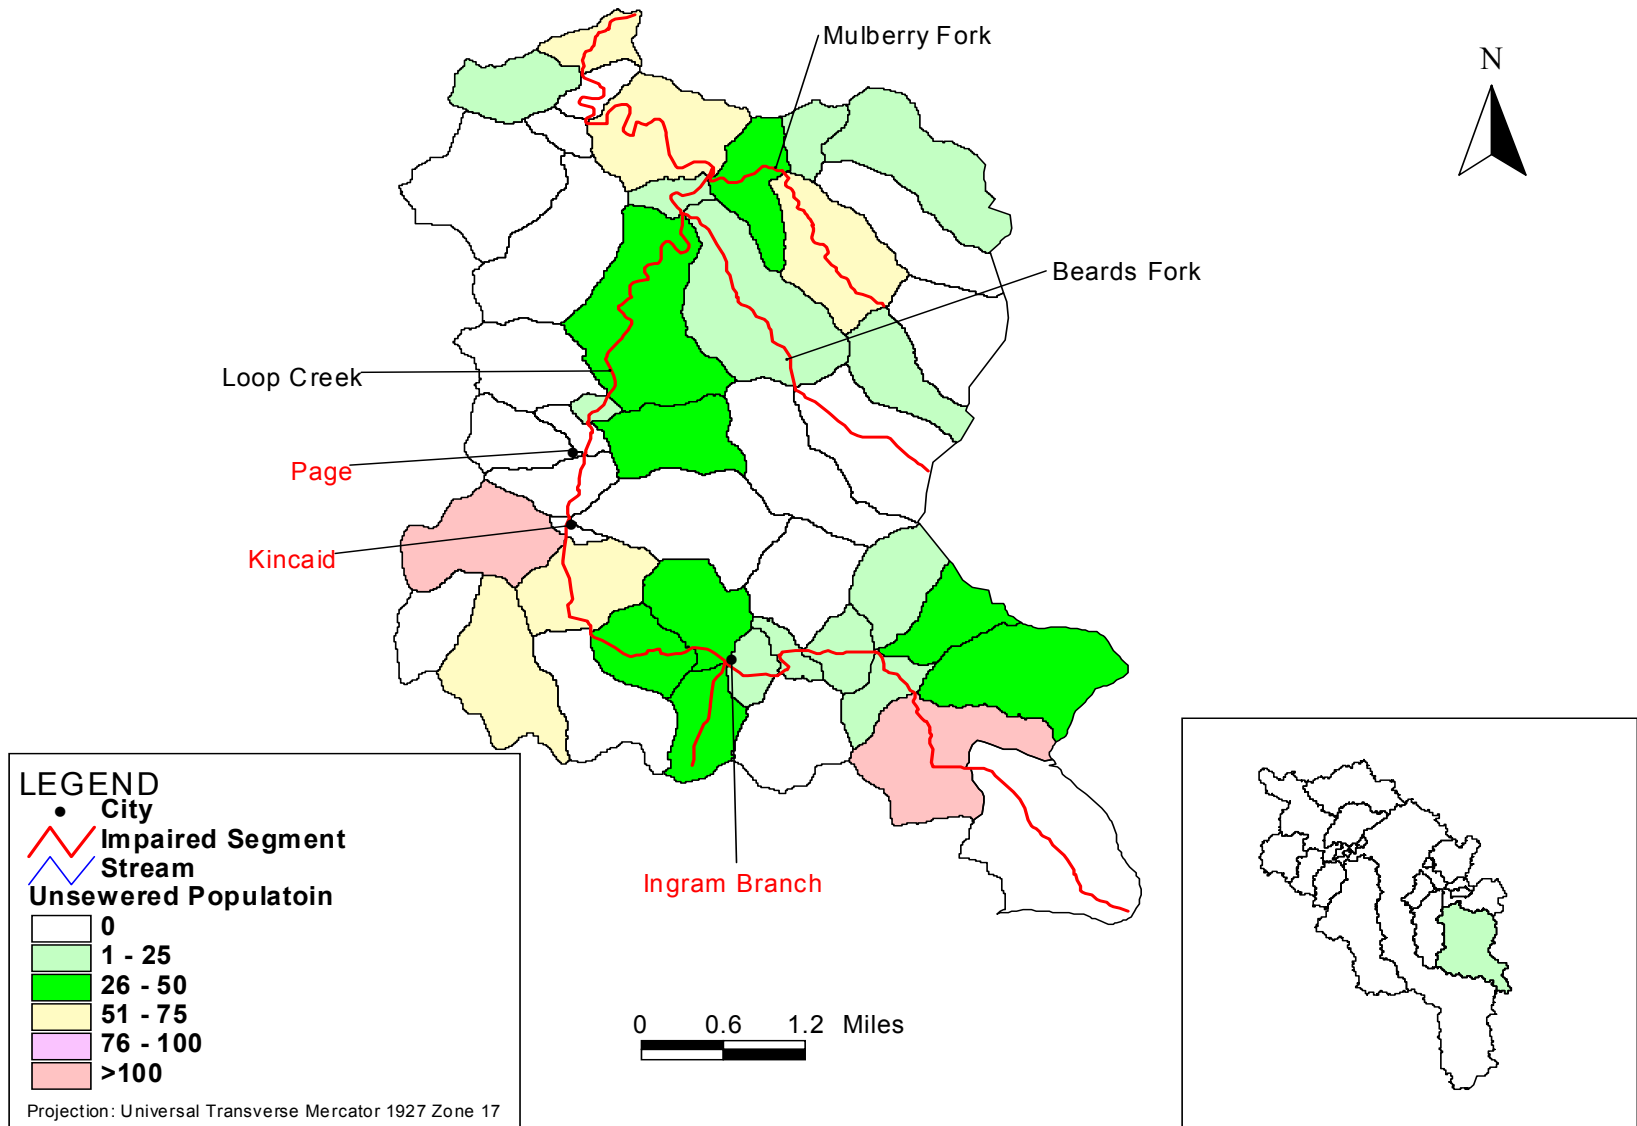 Mulberry Fork
N
Beards Fork
Loop Creek
Page
Kincaid
Ingram Branch
LEGEND
City
Impaired Segment
Stream
Unsewered Populatoin
0
1 - 25
26 - 50
51 - 75
76 - 100
>100
Projection: Universal Transverse Mercator 1927 Zone 17
0 0.6 1.2 Miles